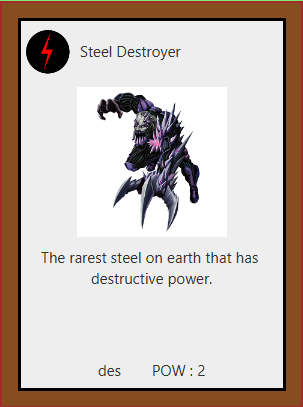 Steel Destroyer
The rarest steel on earth that has
destructive power.
des POW : 2